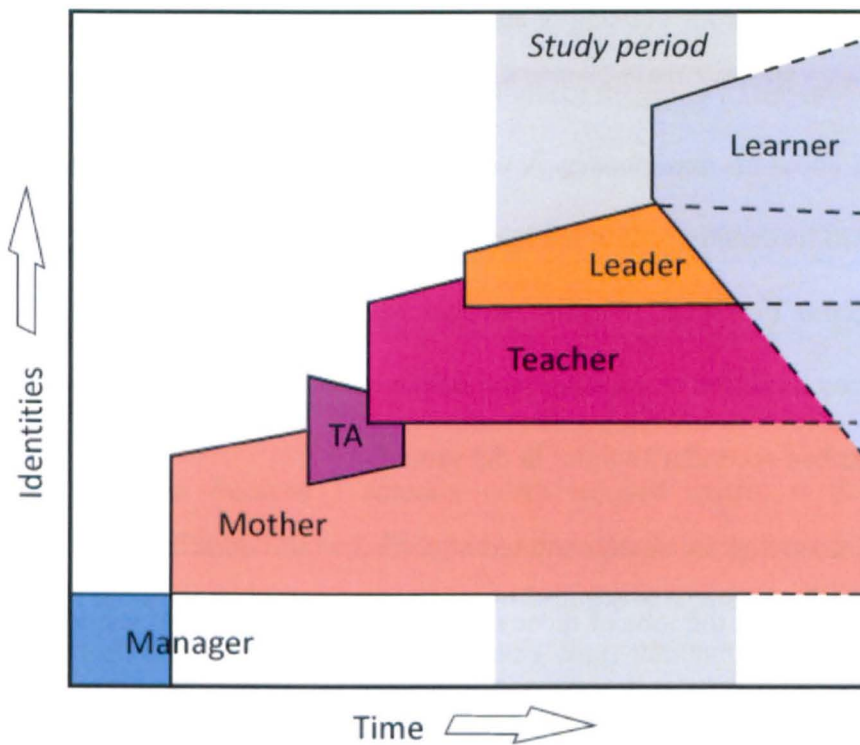 Study period
Learner
Leader
Teacher
TA
Mother
Manager
Identities
Time